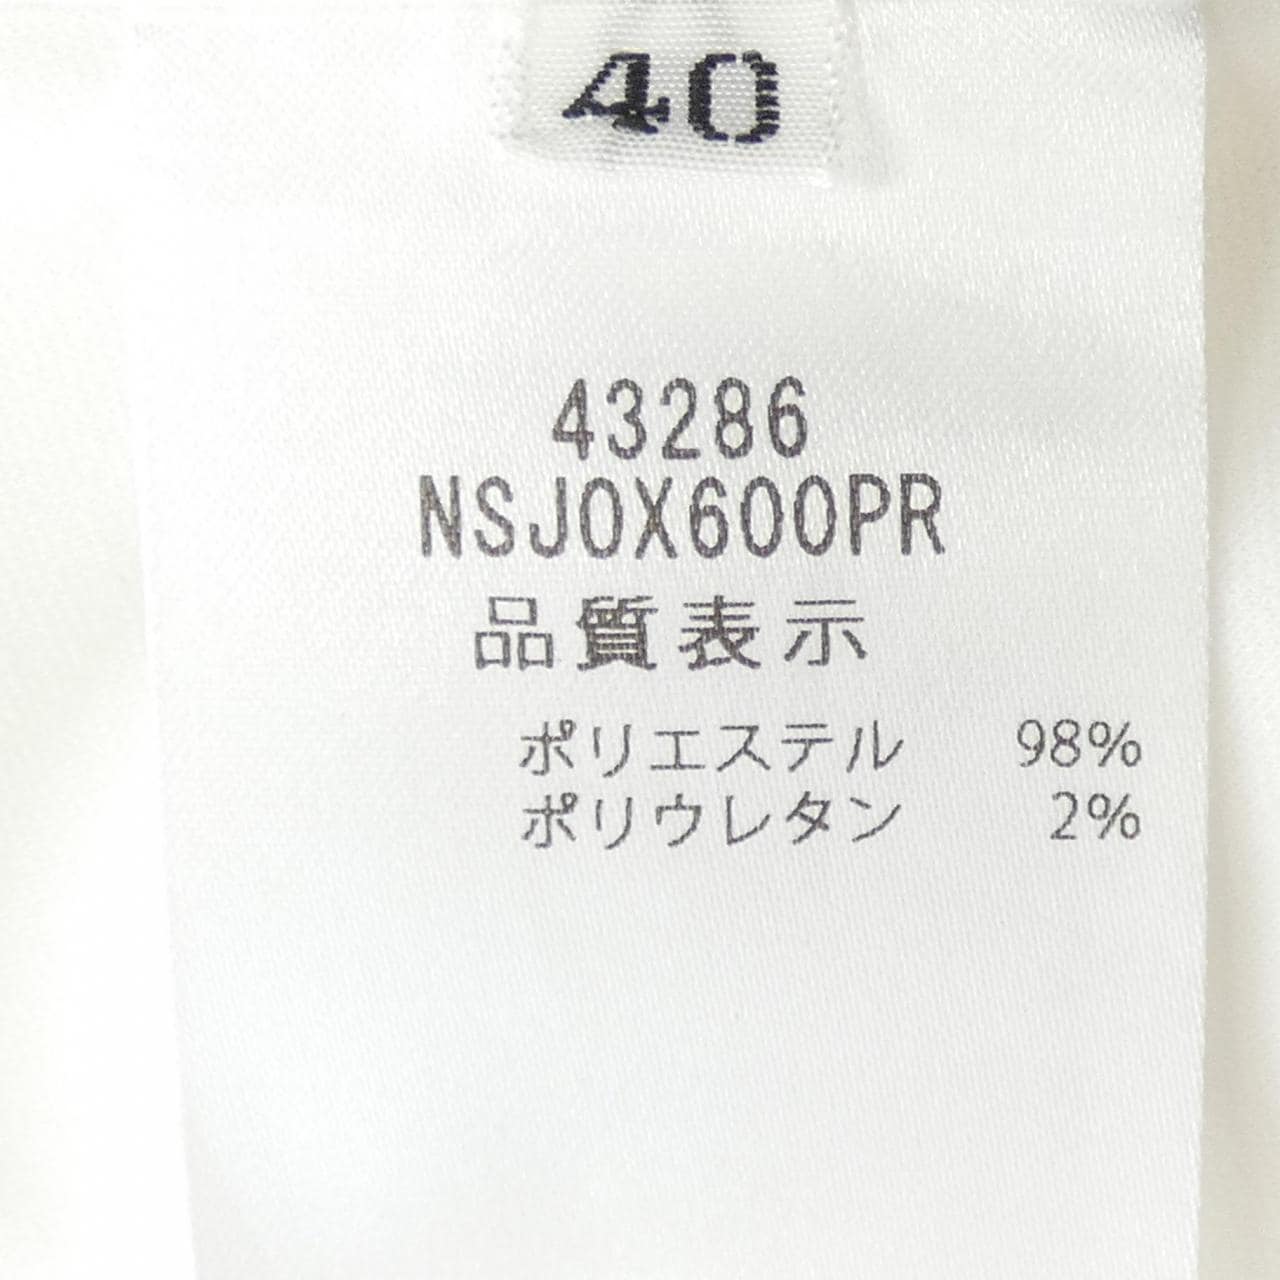 40
43286
NSJOX600PR
品質表示
ポリエステル 98%
ポリウレタン 2%